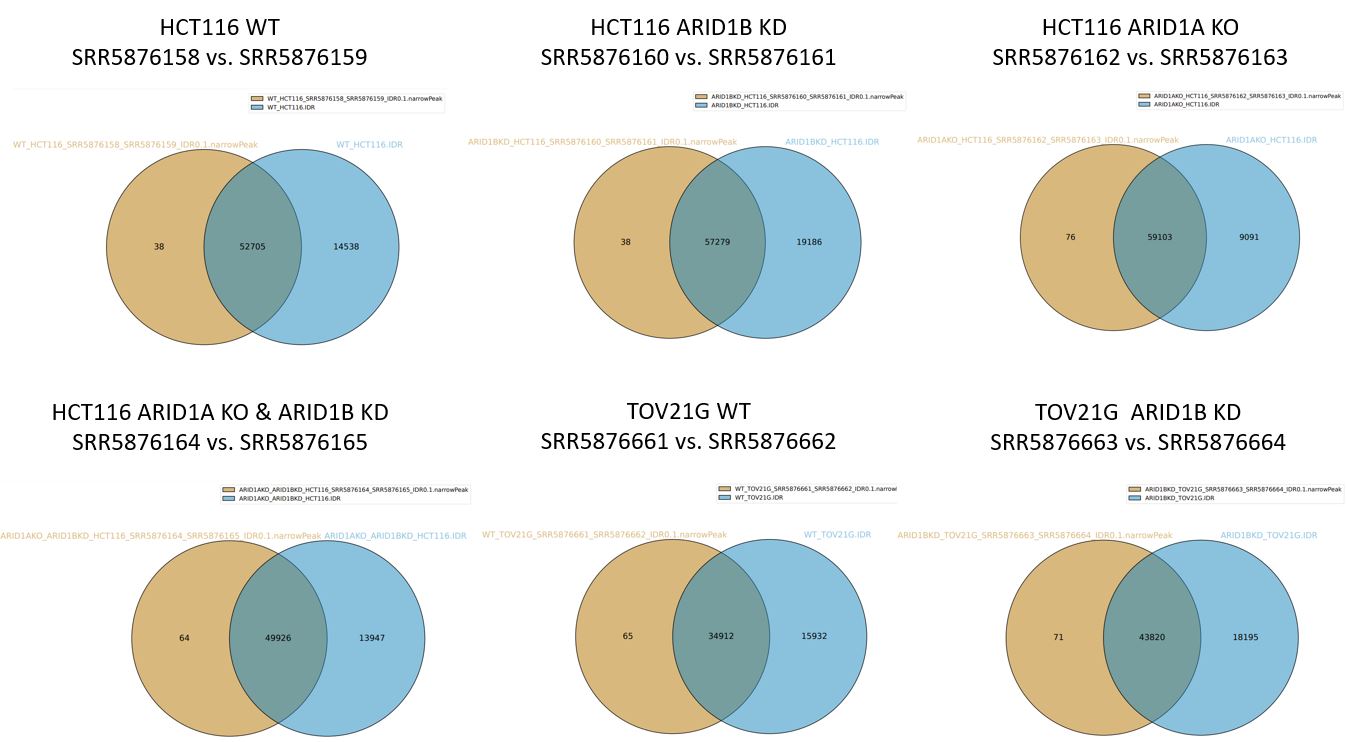 HCT116 WT
SRR5876158 vs. SRR5876159
WT_HCT116_SRR5876158_SRR5876159_IDR0.1.narrowPeak
WT_HCT116.IDR
WT_HCT116_SRR5876158_SRR5876159_IDR0.1.narrowPeak
WT_HCT116.IDR
38
52705
14538
HCT116 ARID1B KD
SRR5876160 vs. SRR5876161
ARID1BKD_HCT116_SRR5876160_SRR5876161_IDR0.1.narrowPeak
ARID1BKD_HCT116.IDR
ARID1BKD_HCT116_SRR5876160_SRR5876161_IDR0.1.narrowPeak
ARID1BKD_HCT116.IDR
38
57279
19186
HCT116 ARID1A KO
SRR5876162 vs. SRR5876163
ARID1AKO_HCT116_SRR5876162_SRR5876163_IDR0.1.narrowPeak
ARID1AKO_HCT116.IDR
ARID1AKO_HCT116_SRR5876162_SRR5876163_IDR0.1.narrowPeak
ARID1AKO_HCT116.IDR
76
59103
9091
HCT116 ARID1A KO & ARID1B KD
SRR5876164 vs. SRR5876165
ARID1AKO_ARID1BKD_HCT116_SRR5876164_SRR5876165_IDR0.1.narrowPeak
ARID1AKO_ARID1BKD_HCT116.IDR
ARID1AKO_ARID1BKD_HCT116_SRR5876164_SRR5876165_IDR0.1.narrowPeak
ARID1AKO_ARID1BKD_HCT116.IDR
64
49926
13947
TOV21G WT
SRR5876661 vs. SRR5876662
WT_TOV21G_SRR5876661_SRR5876662_IDR0.1.narrow
WT_TOV21G.IDR
WT_TOV21G_SRR5876661_SRR5876662_IDR0.1.narrowPeak
WT_TOV21G.IDR
65
34912
15932
TOV21G ARID1B KD
SRR5876663 vs. SRR5876664
ARID1BKD_TOV21G_SRR5876663_SRR5876664_IDR0.1.narrowPeak
ARID1BKD_TOV21G.IDR
ARID1BKD_TOV21G_SRR5876663_SRR5876664_IDR0.1.narrowPeak
ARID1BKD_TOV21G.IDR
71
43820
18195